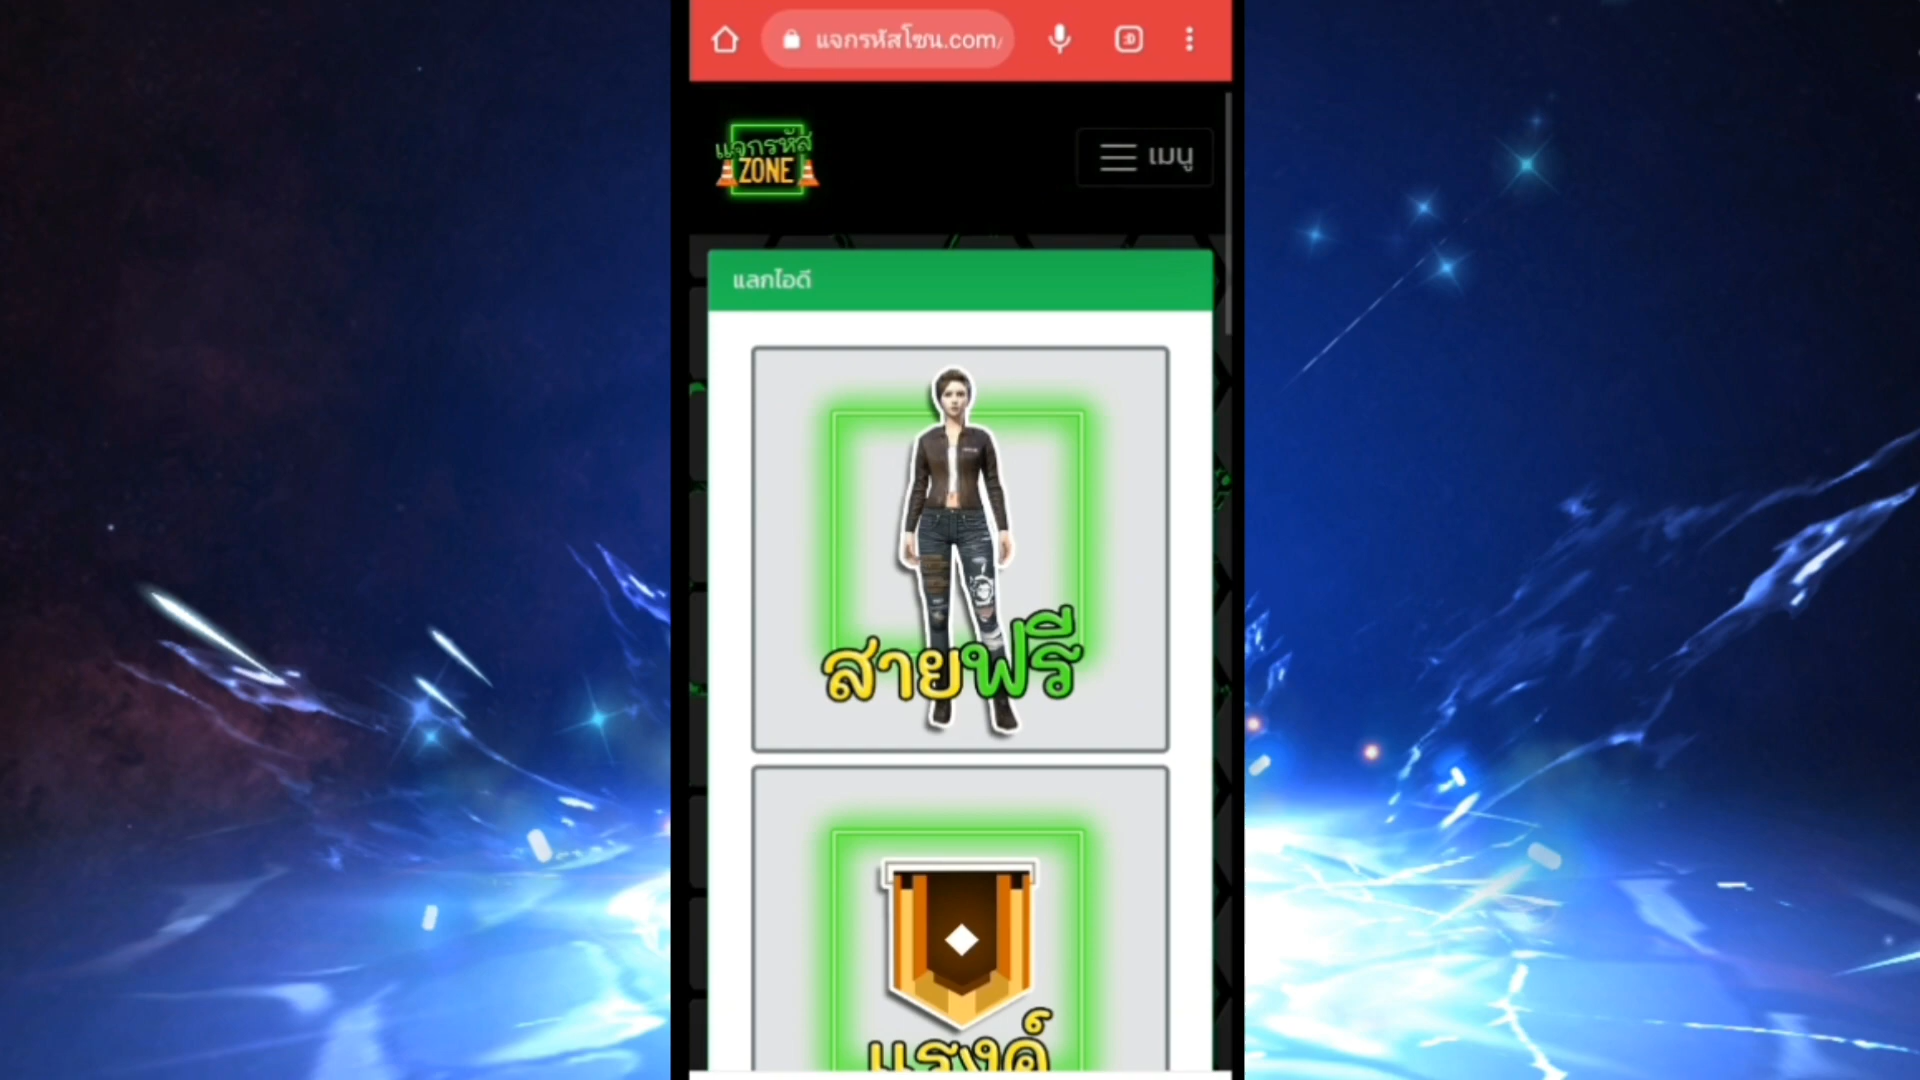 แจกรหัสโซน.com/
แจกรหัส
ZONE
เมนู
แลกไอดี
สายฟรี
แรงค์